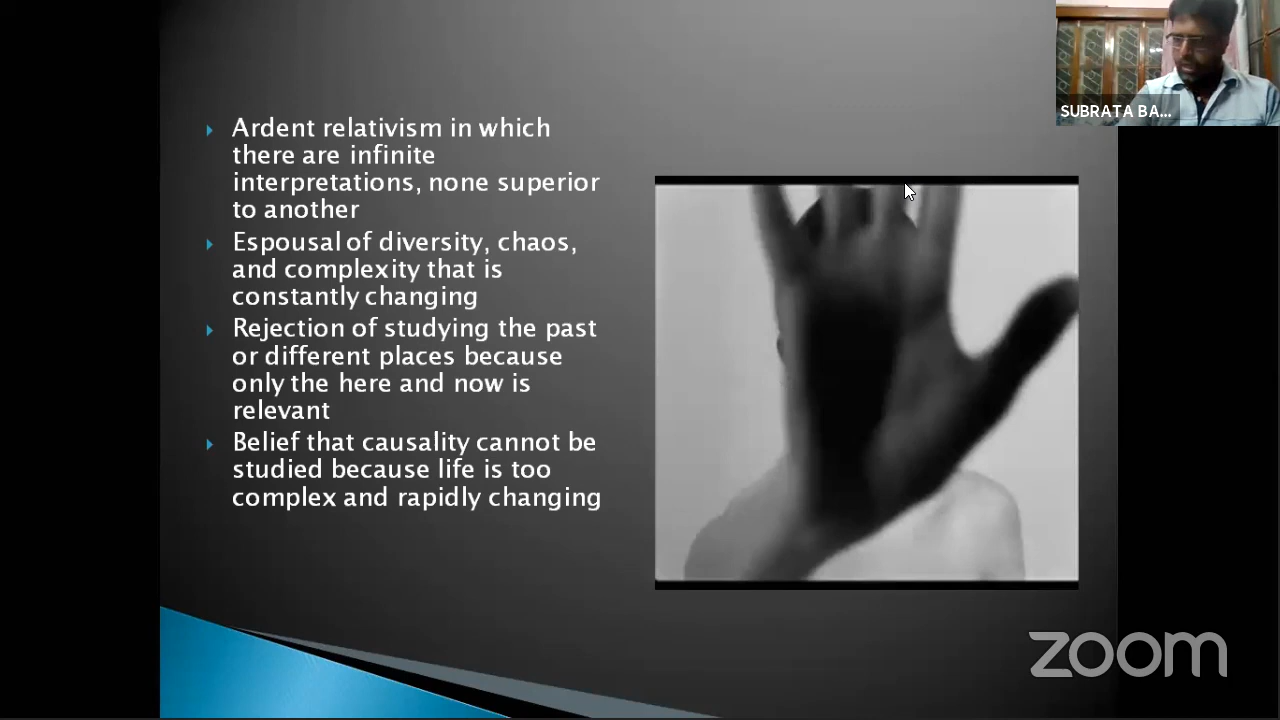 Ardent relativism in which
there are infinite
interpretations, none superior
to another
Espousal of diversity, chaos,
and complexity that is
constantly changing
Rejection of studying the past
or different places because
only the here and now is
relevant
Belief that causality cannot be
studied because life is too
complex and rapidly changing
SUBRATA BA...
zoom